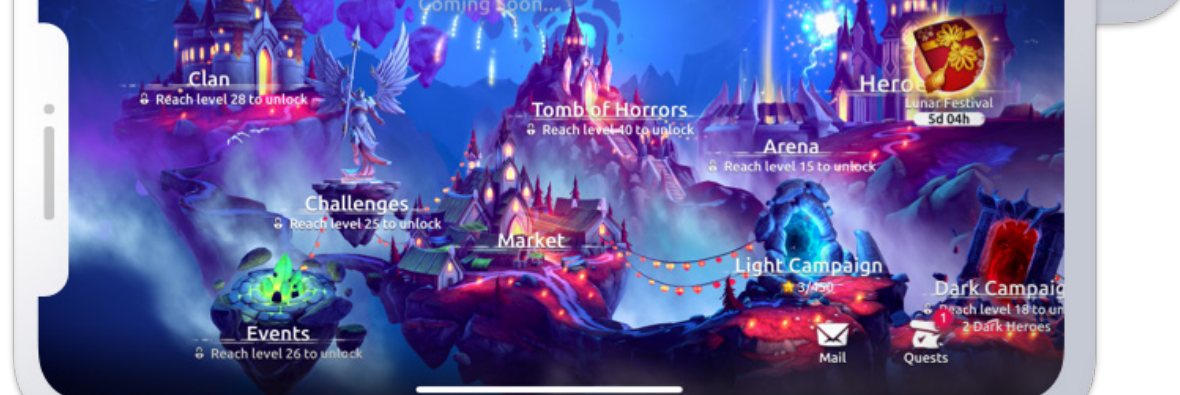 Coming Soon...
Clan
Reach level 28 to unlock
Tomb of Horrors
Reach level 40 to unlock
Heroe
Lunar Festival
5d 04h
Arena
Reach level 15 to unlock
Challenges
Reach level 25 to unlock
Market
Light Campaign
3/450
Dark Campaig
Reach level 18 to un
2 Dark Heroes
1
Events
Reach level 26 to unlock
Mail
Quests